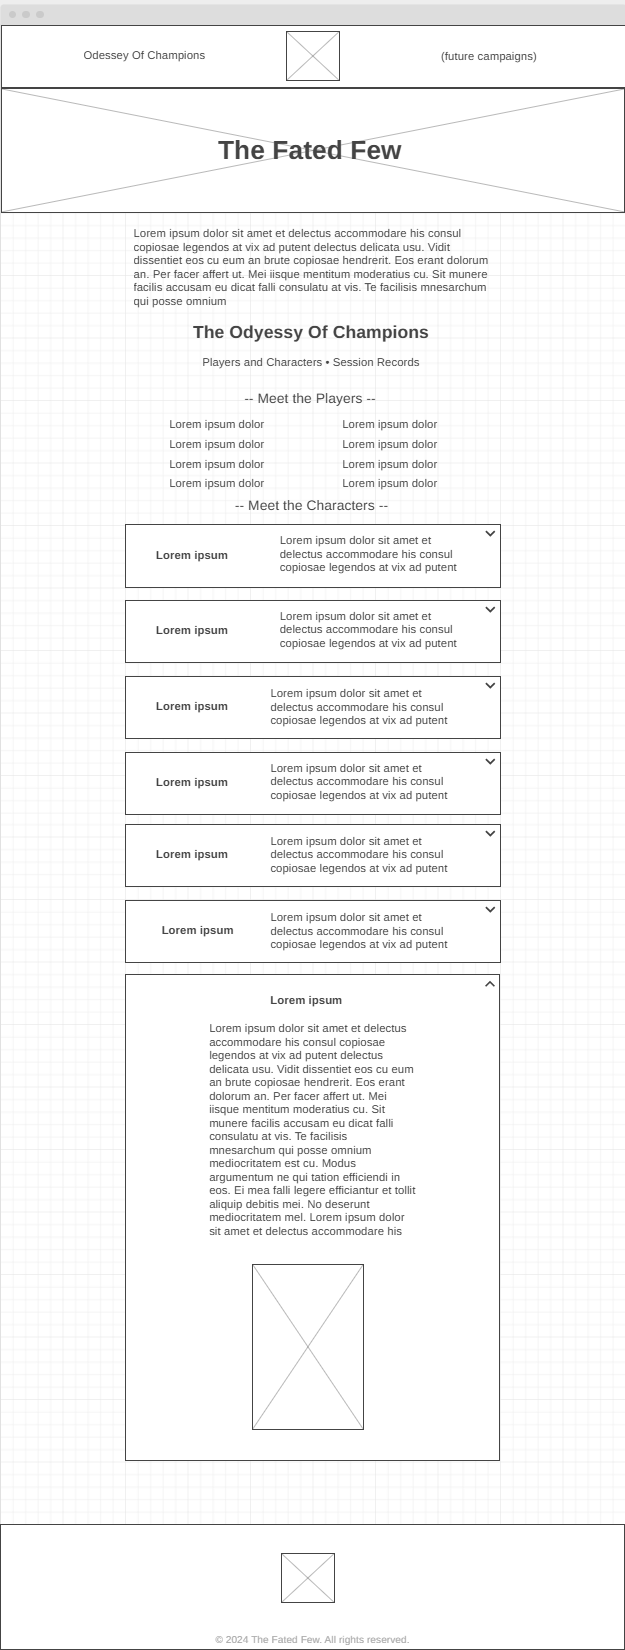 Odessey Of Champions
(future campaigns)
The Fated Few
Lorem ipsum dolor sit amet et delectus accommodare his consul
copiosae legendos at vix ad putent delectus delicata usu. Vidit
dissentiet eos cu eum an brute copiosae hendrerit. Eos erant dolorum
an. Per facer affert ut. Mei iisque mentitum moderatius cu. Sit munere
facilis accusam eu dicat falli consulatu at vis. Te facilisis mnesarchum
qui posse omnium
The Odyessy Of Champions
Players and Characters • Session Records
-- Meet the Players --
Lorem ipsum dolor Lorem ipsum dolor
Lorem ipsum dolor Lorem ipsum dolor
Lorem ipsum dolor Lorem ipsum dolor
Lorem ipsum dolor Lorem ipsum dolor
-- Meet the Characters --
Lorem ipsum
Lorem ipsum dolor sit amet et
delectus accommodare his consul
copiosae legendos at vix ad putent
Lorem ipsum
Lorem ipsum dolor sit amet et
delectus accommodare his consul
copiosae legendos at vix ad putent
Lorem ipsum
Lorem ipsum dolor sit amet et
delectus accommodare his consul
copiosae legendos at vix ad putent
Lorem ipsum
Lorem ipsum dolor sit amet et
delectus accommodare his consul
copiosae legendos at vix ad putent
Lorem ipsum
Lorem ipsum dolor sit amet et
delectus accommodare his consul
copiosae legendos at vix ad putent
Lorem ipsum
Lorem ipsum dolor sit amet et
delectus accommodare his consul
copiosae legendos at vix ad putent
Lorem ipsum
Lorem ipsum dolor sit amet et delectus
accommodare his consul copiosae
legendos at vix ad putent delectus
delicata usu. Vidit dissentiet eos cu eum
an brute copiosae hendrerit. Eos erant
dolorum an. Per facer affert ut. Mei
iisque mentitum moderatius cu. Sit
munere facilis accusam eu dicat falli
consulatu at vis. Te facilisis
mnesarchum qui posse omnium
mediocritatem est cu. Modus
argumentum ne qui tation efficiendi in
eos. Ei mea falli legere efficiantur et tollit
aliquip debitis mei. No deserunt
mediocritatem mel. Lorem ipsum dolor
sit amet et delectus accommodare his
© 2024 The Fated Few. All rights reserved.